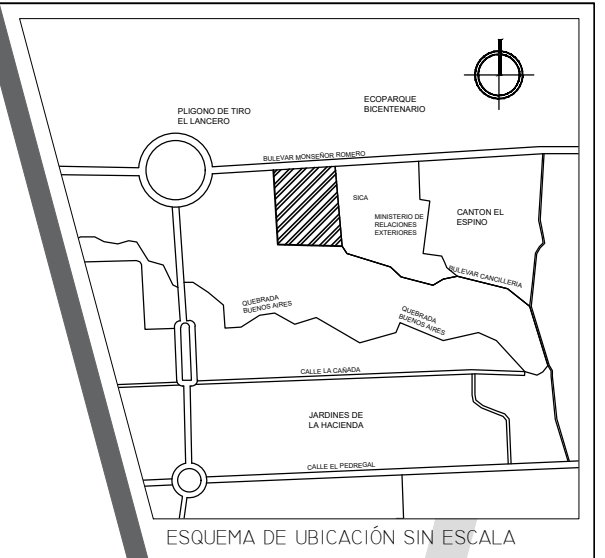 PLIGONO DE TIRO
EL LANCERO
ECOPARQUE
BICENTENARIO
BULEVAR MONSEÑOR ROMERO
SICA
MINISTERIO DE
RELACIONES
EXTERIORES
CANTON EL
ESPINO
BULEVAR CANCILLERIA
QUEBRADA
BUENOS AIRES
QUEBRADA
BUENOS AIRES
CALLE LA CAÑADA
JARDINES DE
LA HACIENDA
CALLE EL PEDREGAL
ESQUEMA DE UBICACIÓN SIN ESCALA